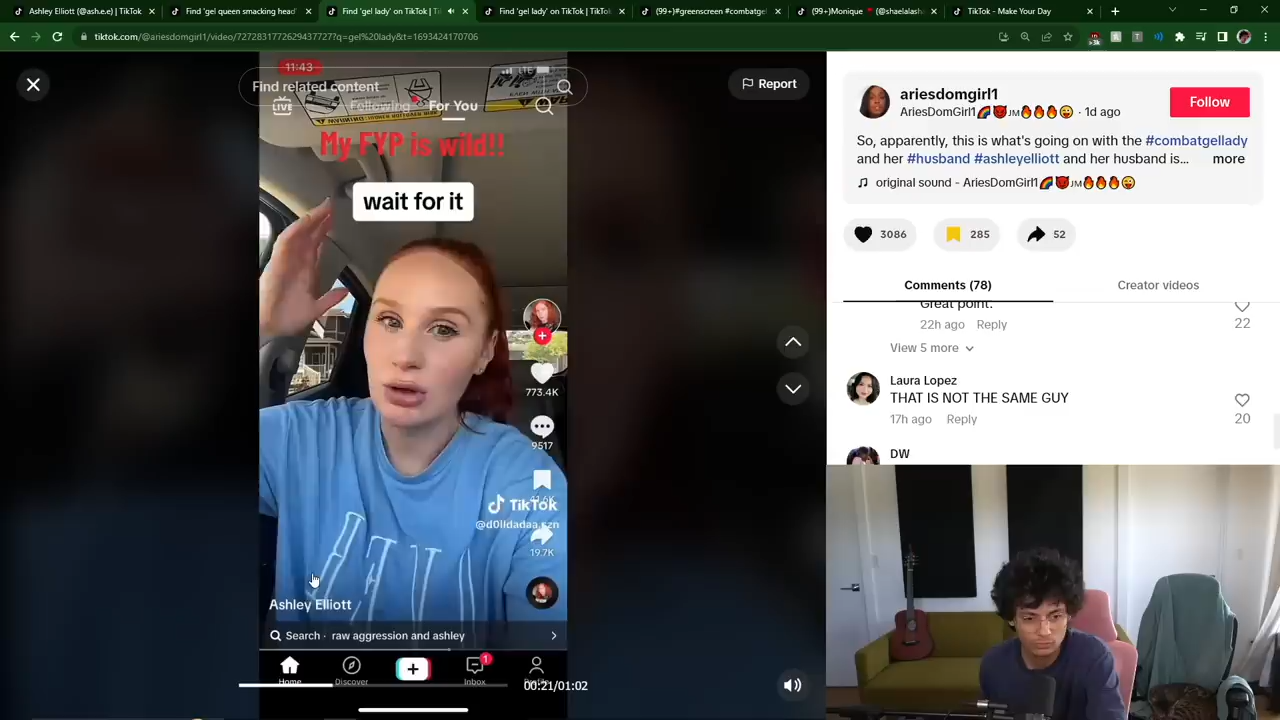 Ashley Elliott (@ash.e.e) | TikTok
Find 'gel queen smacking head'
Find 'gel lady' on TikTok | Ti
Find 'gel lady' on TikTok | Ti
(99+)#greenscreen #combatgel
(99+)Monique
(@shaelalash
TikTok - Make Your Day
tiktok.com/@ariesdomgirl1/video/7272831772629437727?q=gel%20lady&t=1693424170706
11:43
LTE
Find related content
Report
LIVE
Following
For You
My FYP is wild!!
wait for it
773.4K
9517
TikTok
19.7K
Ashley Elliott
Search · raw aggression and ashley
1
Home
Discover
Inbox
00:21/01:02
ariesdomgirl1
AriesDomGirl1🌈😈JM🔥🔥🔥🔥😜 · 1d ago
Follow
So, apparently, this is what's going on with the #combatgellady
and her #husband #ashleyelliott and her husband is... more
♫ original sound - AriesDomGirl1🌈😈JM🔥🔥🔥🔥😜
3086
285
52
Comments (78)
Creator videos
Great point.
22h ago Reply
22
View 5 more
Laura Lopez
THAT IS NOT THE SAME GUY
17h ago Reply
20
DW